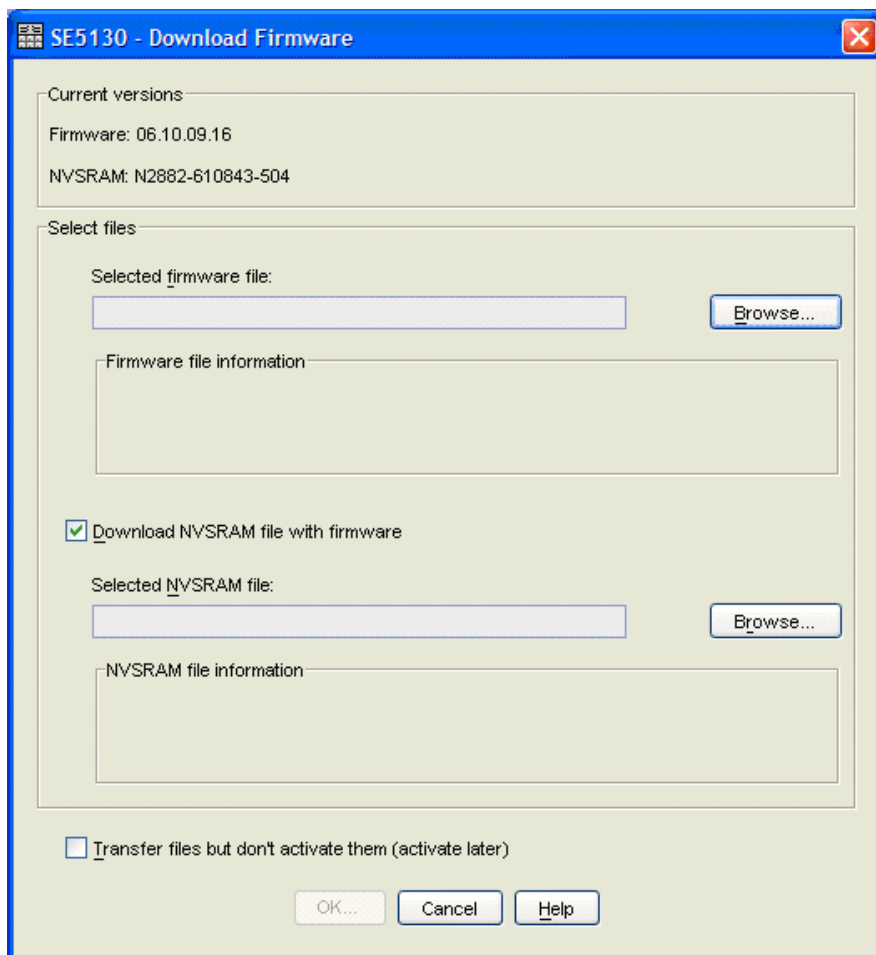 SE5130 - Download Firmware
Current versions
Firmware: 06.10.09.16
NVSRAM: N2882-610843-504
Select files
Selected firmware file:
Browse...
Firmware file information
Download NVSRAM file with firmware
Selected NVSRAM file:
Browse...
NVSRAM file information
Transfer files but don't activate them (activate later)
OK... Cancel Help